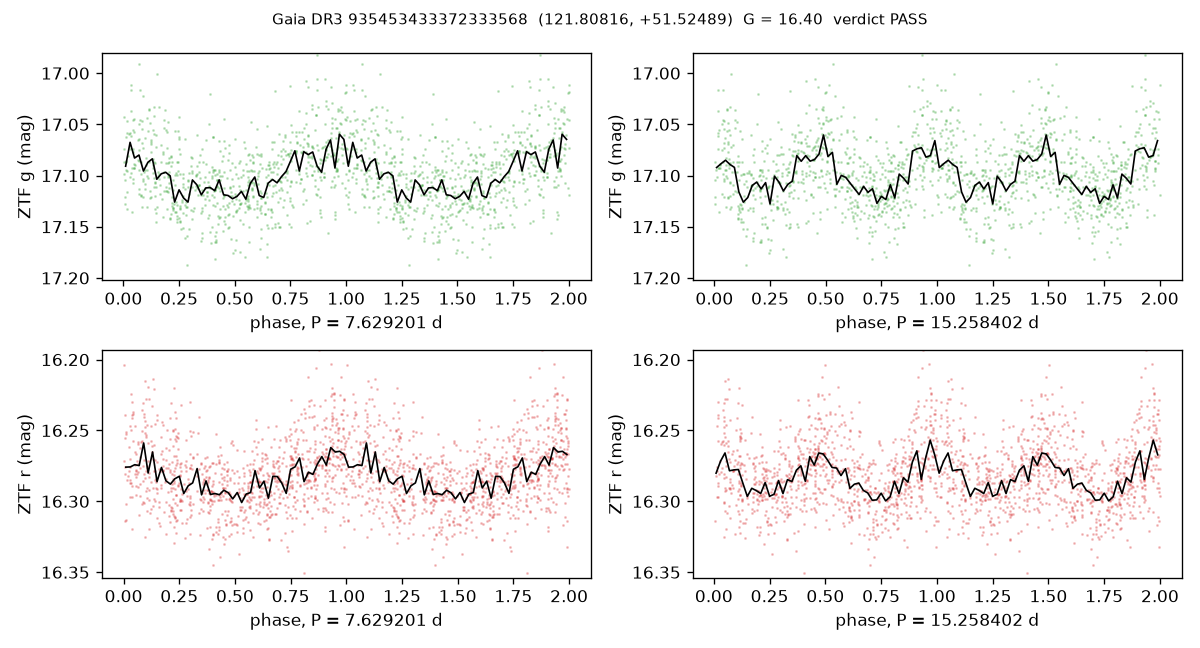 Gaia DR3 935453433372333568  (121.80816, +51.52489)  G = 16.40  verdict PASS
ZTF g (mag)
17.00
17.05
17.10
17.15
17.20
0.00 0.25 0.50 0.75 1.00 1.25 1.50 1.75 2.00
phase, P = 7.629201 d
ZTF g (mag)
17.00
17.05
17.10
17.15
17.20
0.00 0.25 0.50 0.75 1.00 1.25 1.50 1.75 2.00
phase, P = 15.258402 d
ZTF r (mag)
16.20
16.25
16.30
16.35
0.00 0.25 0.50 0.75 1.00 1.25 1.50 1.75 2.00
phase, P = 7.629201 d
ZTF r (mag)
16.20
16.25
16.30
16.35
0.00 0.25 0.50 0.75 1.00 1.25 1.50 1.75 2.00
phase, P = 15.258402 d